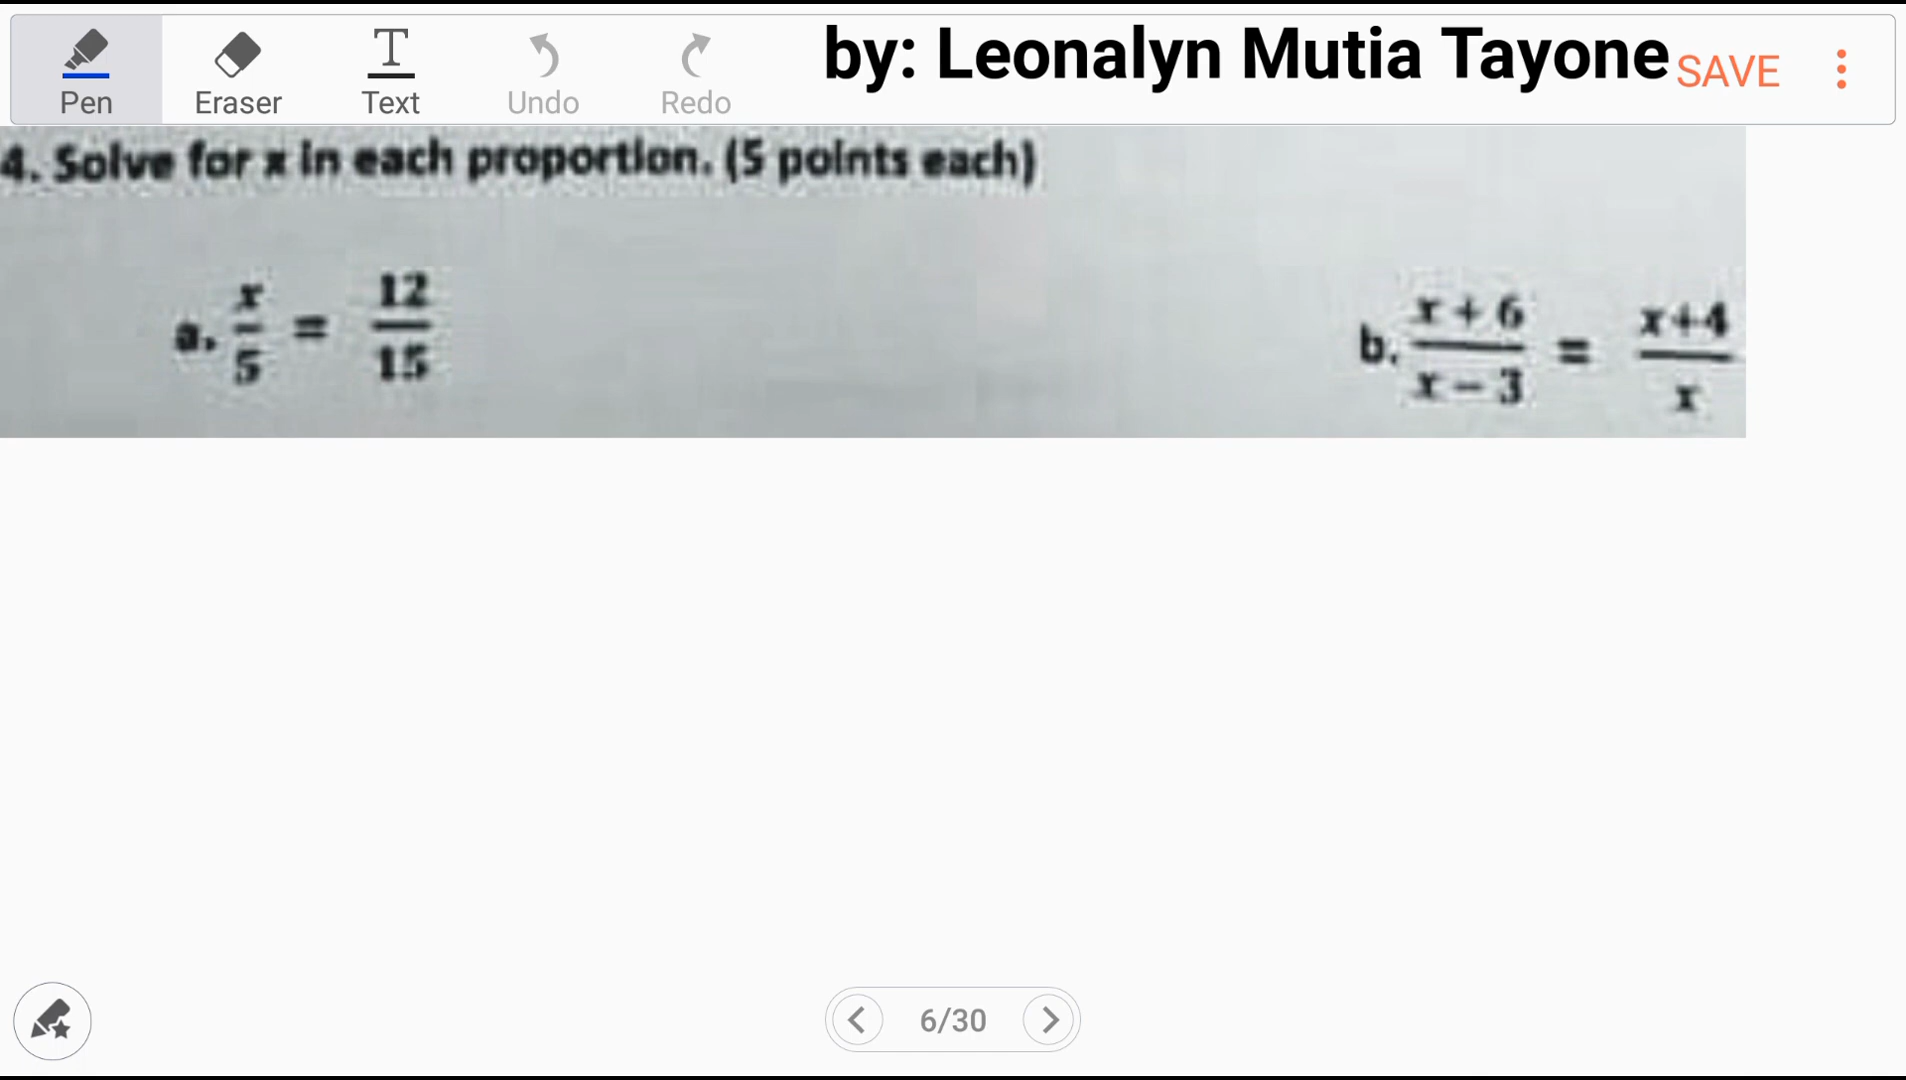 Pen Eraser Text Undo Redo by: Leonalyn Mutia Tayone SAVE
4. Solve for x in each proportion. (5 points each)
a. x/5 = 12/15 b. x + 6/x - 3 = x+4/x
6/30